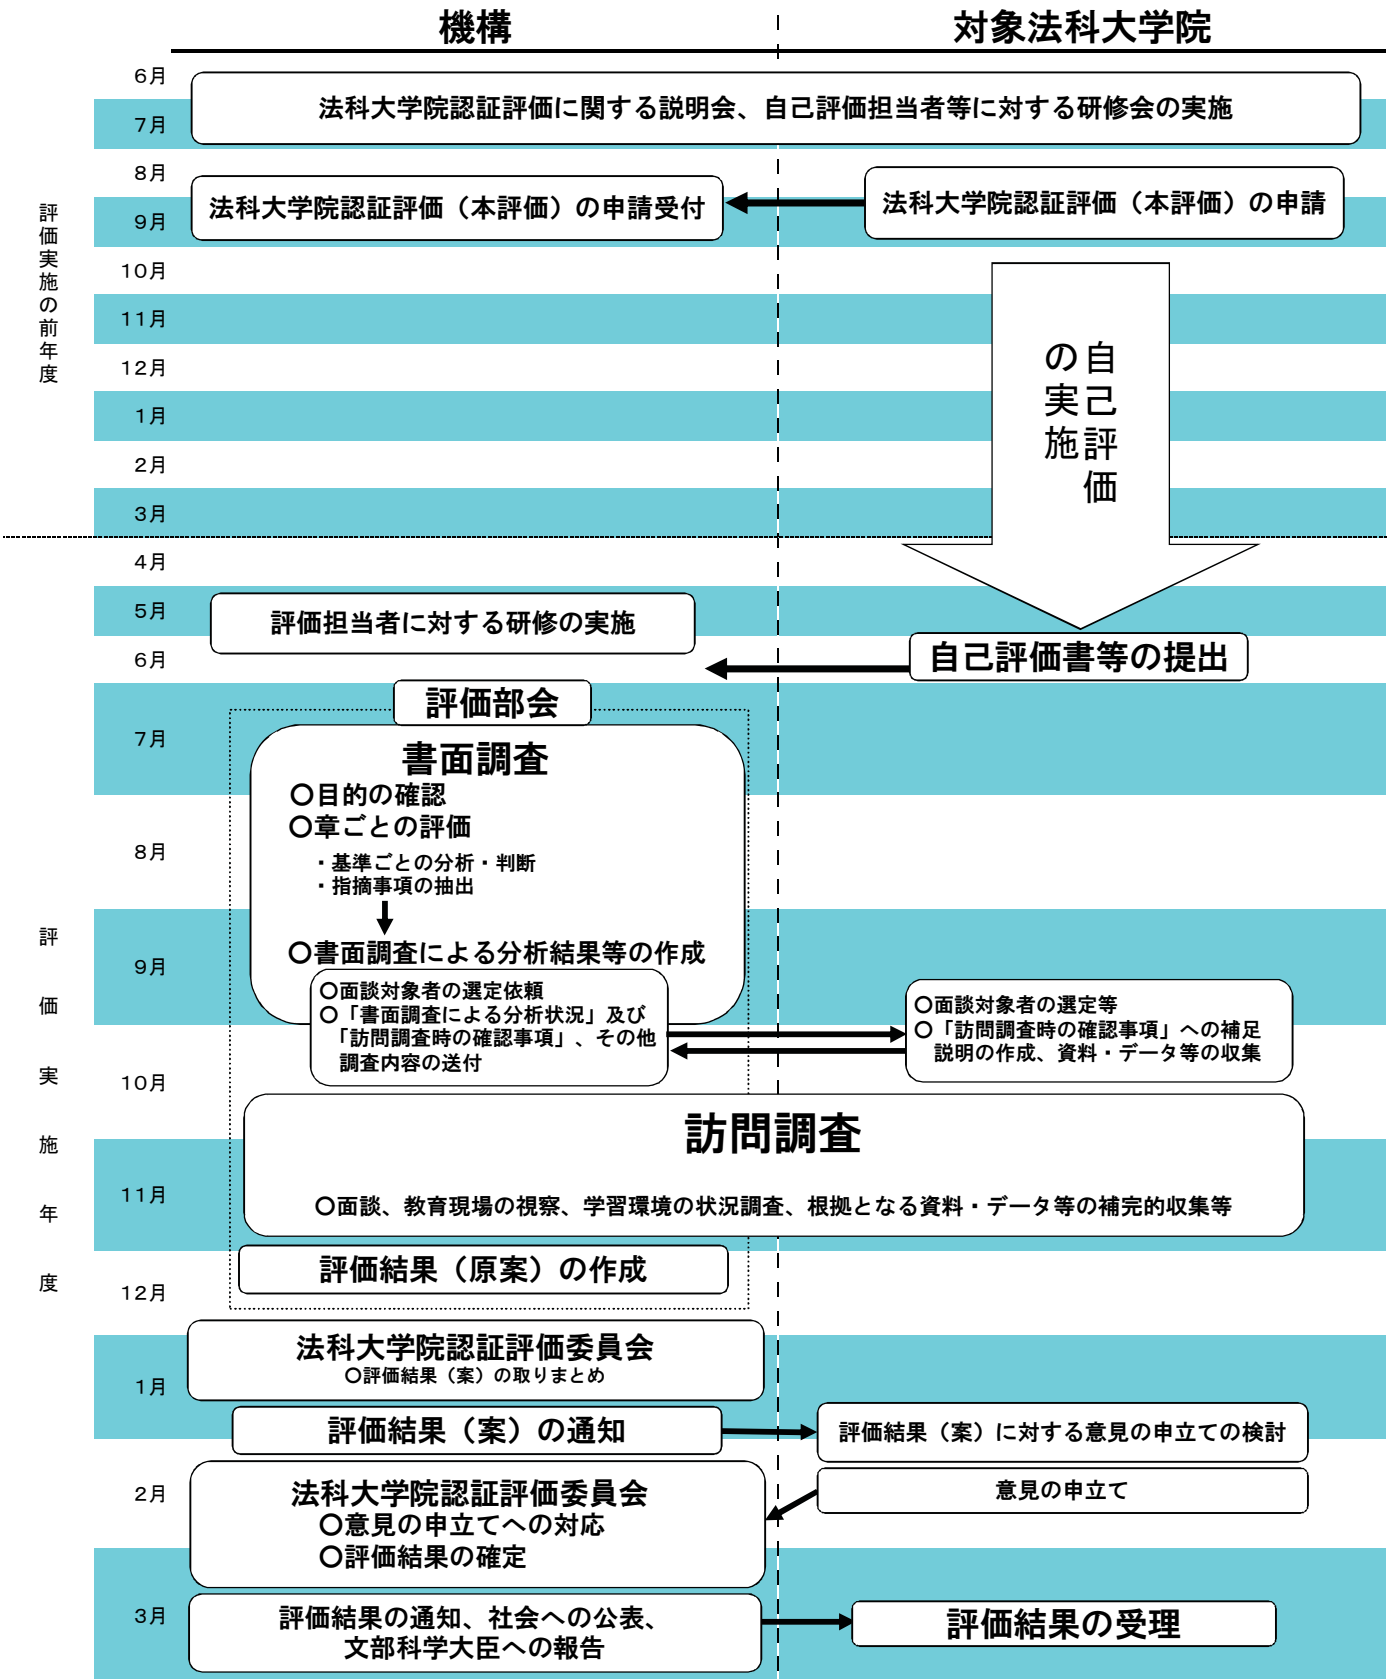 機構
対象法科大学院
評価実施の前年度
6月
法科大学院認証評価に関する説明会、自己評価担当者等に対する研修会の実施
7月
8月
法科大学院認証評価（本評価）の申請受付
法科大学院認証評価（本評価）の申請
9月
10月
11月
12月
1月
2月
3月
自己評価
の実施
評価実施年度
4月
5月
評価担当者に対する研修の実施
6月
自己評価書等の提出
評価部会
7月
書面調査
○目的の確認
○章ごとの評価
8月
・基準ごとの分析・判断
・指摘事項の抽出
○書面調査による分析結果等の作成
9月
○面談対象者の選定依頼
○「書面調査による分析状況」及び
「訪問調査時の確認事項」、その他
調査内容の送付
○面談対象者の選定等
○「訪問調査時の確認事項」への補足
説明の作成、資料・データ等の収集
10月
訪問調査
11月
○面談、教育現場の視察、学習環境の状況調査、根拠となる資料・データ等の補完的収集等
評価結果（原案）の作成
12月
法科大学院認証評価委員会
○評価結果（案）の取りまとめ
1月
評価結果（案）の通知
評価結果（案）に対する意見の申立ての検討
2月
法科大学院認証評価委員会
○意見の申立てへの対応
○評価結果の確定
意見の申立て
3月
評価結果の通知、社会への公表、
文部科学大臣への報告
評価結果の受理